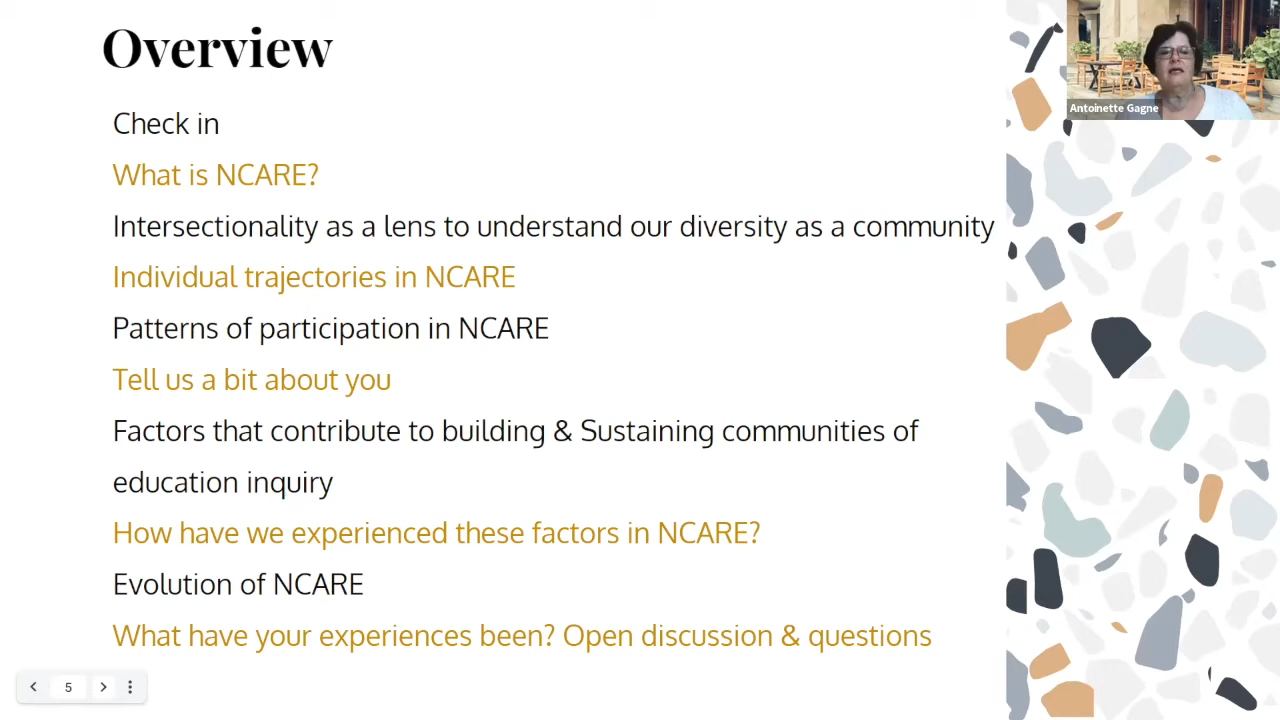 Overview
Check in
What is NCARE?
Intersectionality as a lens to understand our diversity as a community
Individual trajectories in NCARE
Patterns of participation in NCARE
Tell us a bit about you
Factors that contribute to building & Sustaining communities of
education inquiry
How have we experienced these factors in NCARE?
Evolution of NCARE
What have your experiences been? Open discussion & questions
Antoinette Gagne
5